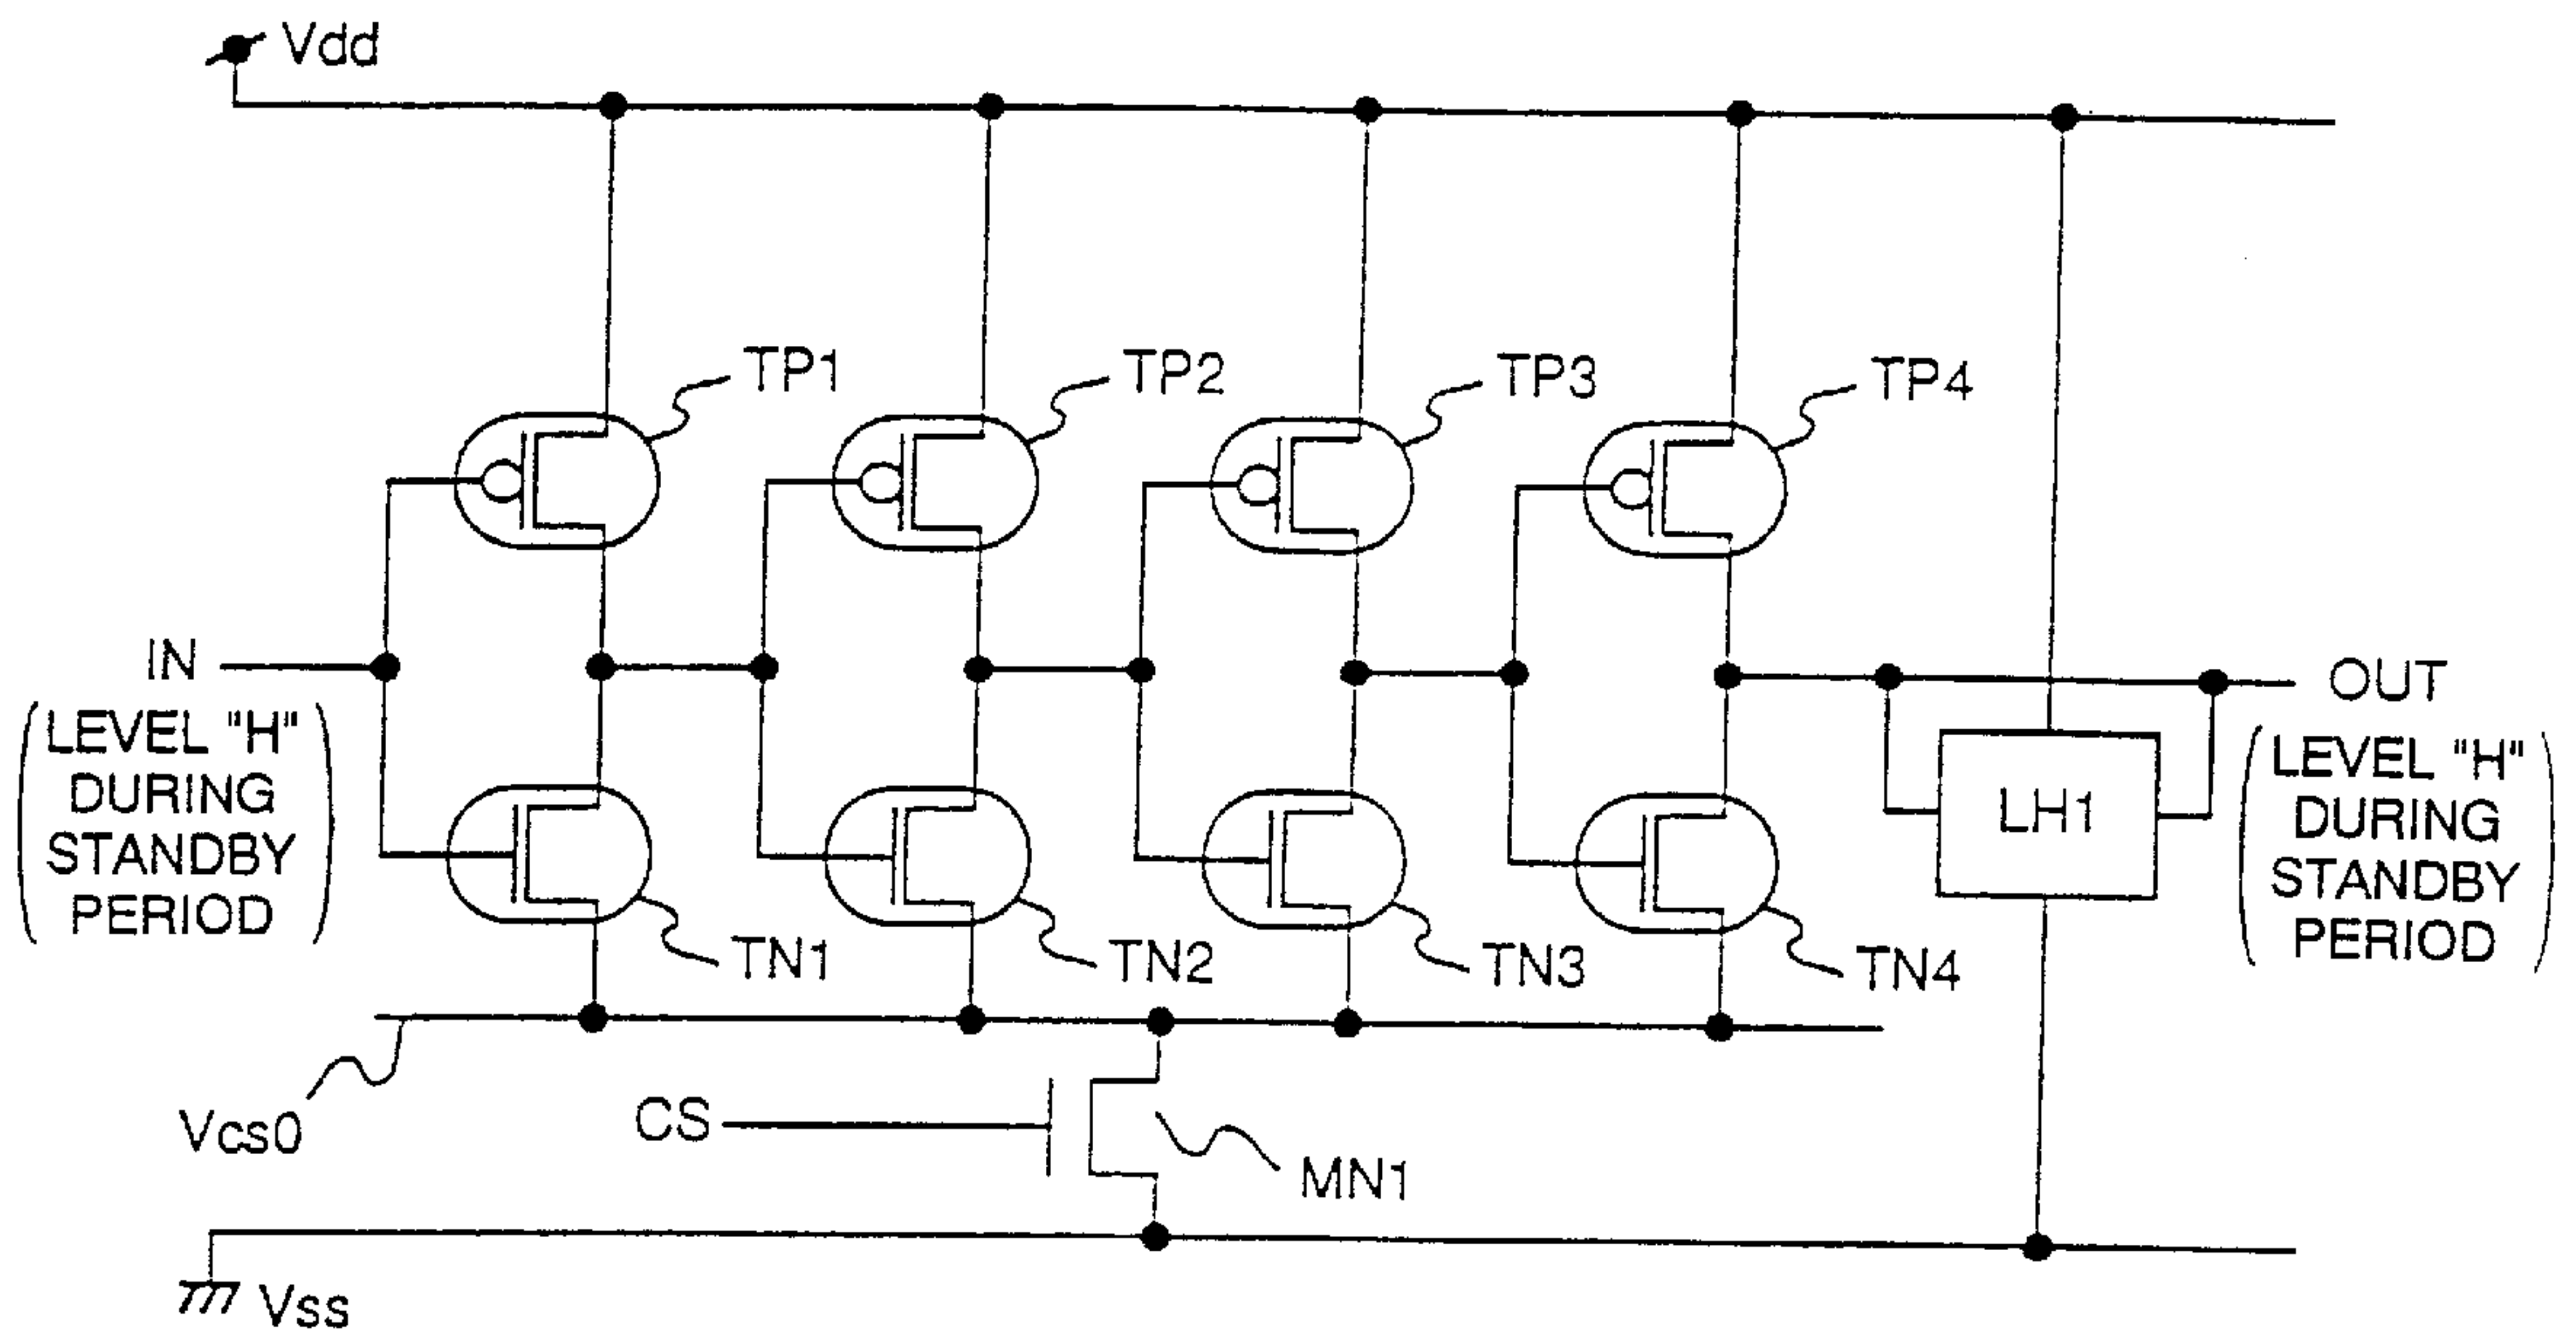 Vdd
TP1
TP2
TP3
TP4
IN
(LEVEL "H"
DURING
STANDBY
PERIOD)
OUT
(LEVEL "H"
DURING
STANDBY
PERIOD)
LH1
TN1
TN2
TN3
TN4
Vcs0
CS
MN1
Vss